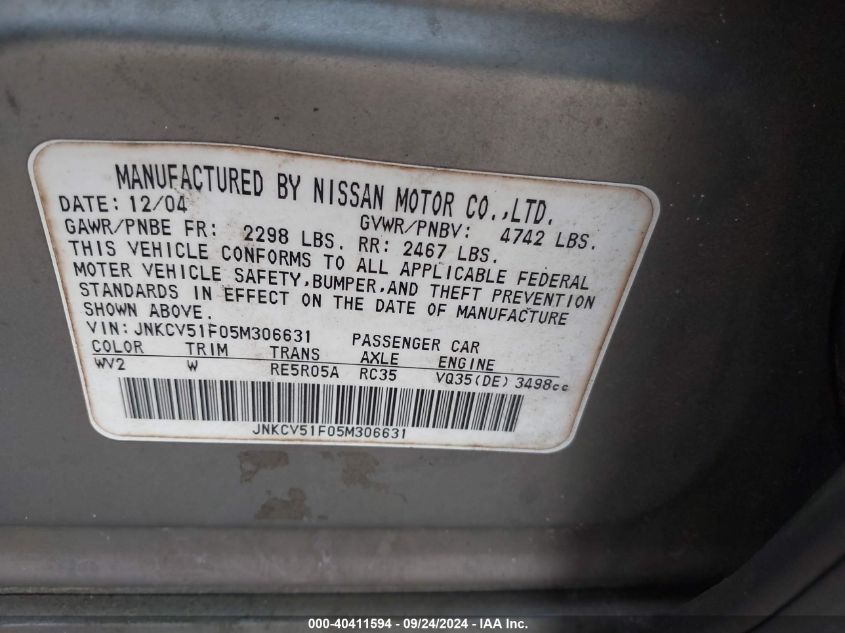 MANUFACTURED BY NISSAN MOTOR CO.,LTD.
DATE: 12/04 GVWR/PNBV: 4742 LBS.
GAWR/PNBE FR: 2298 LBS. RR: 2467 LBS.
THIS VEHICLE CONFORMS TO ALL APPLICABLE FEDERAL
MOTOR VEHICLE SAFETY, BUMPER, AND THEFT PREVENTION
STANDARDS IN EFFECT ON THE DATE OF MANUFACTURE
SHOWN ABOVE.
VIN: JNKCV51F05M306631 PASSENGER CAR
COLOR TRIM TRANS AXLE ENGINE
WV2 W RE5R05A RC35 VQ35(DE) 3498cc
JNKCV51F05M306631
000-40411594 - 09/24/2024 - IAA Inc.